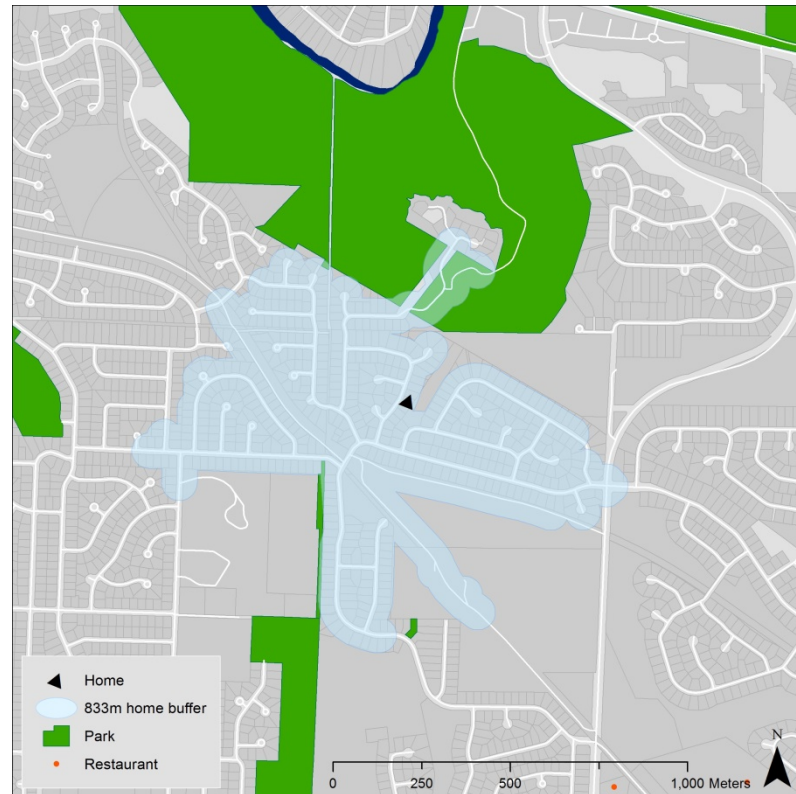 Home
833m home buffer
Park
Restaurant
0 250 500 1,000 Meters
N